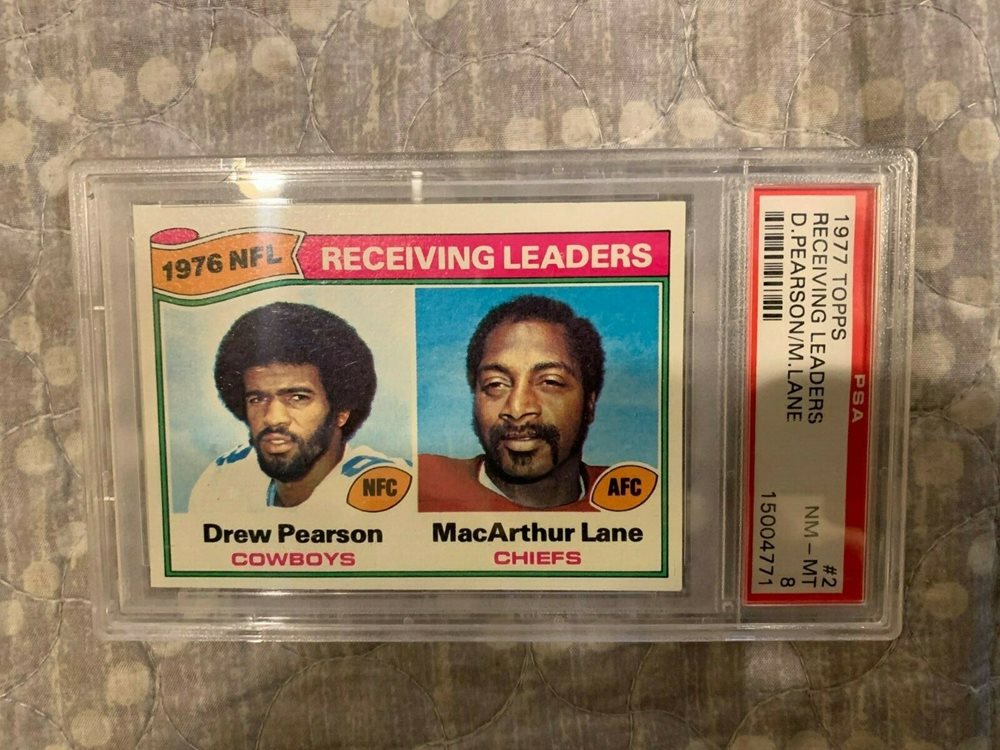 1976 NFL
RECEIVING LEADERS
NFC
AFC
Drew Pearson
COWBOYS
MacArthur Lane
CHIEFS
1977 TOPPS
#2
RECEIVING LEADERS
NM - MT
D.PEARSON/M.LANE
8
15004771
PSA